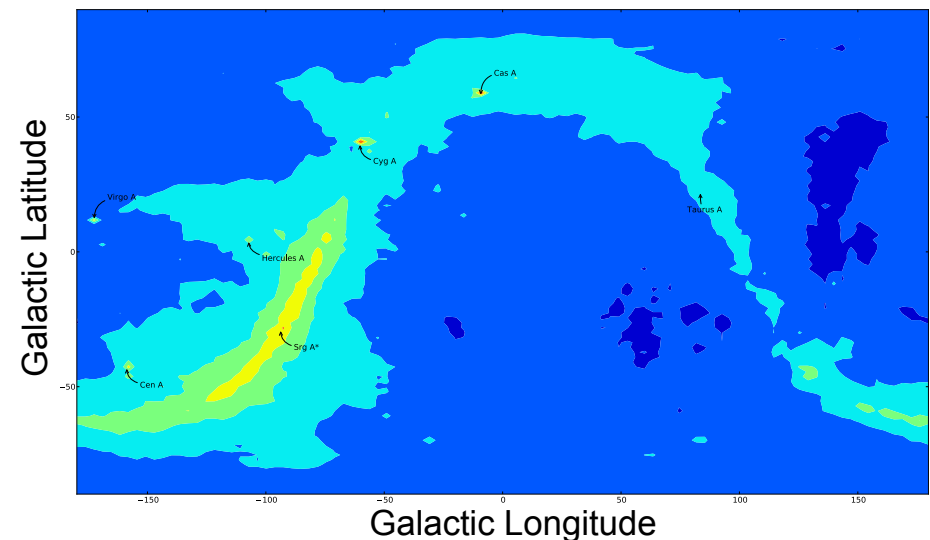 Cas A
50
Cyg A
Virgo A
Taurus A
0
Hercules A
Srg A*
Cen A
−50
−150
−100
−50
0
50
100
150
Galactic Latitude
Galactic Longitude